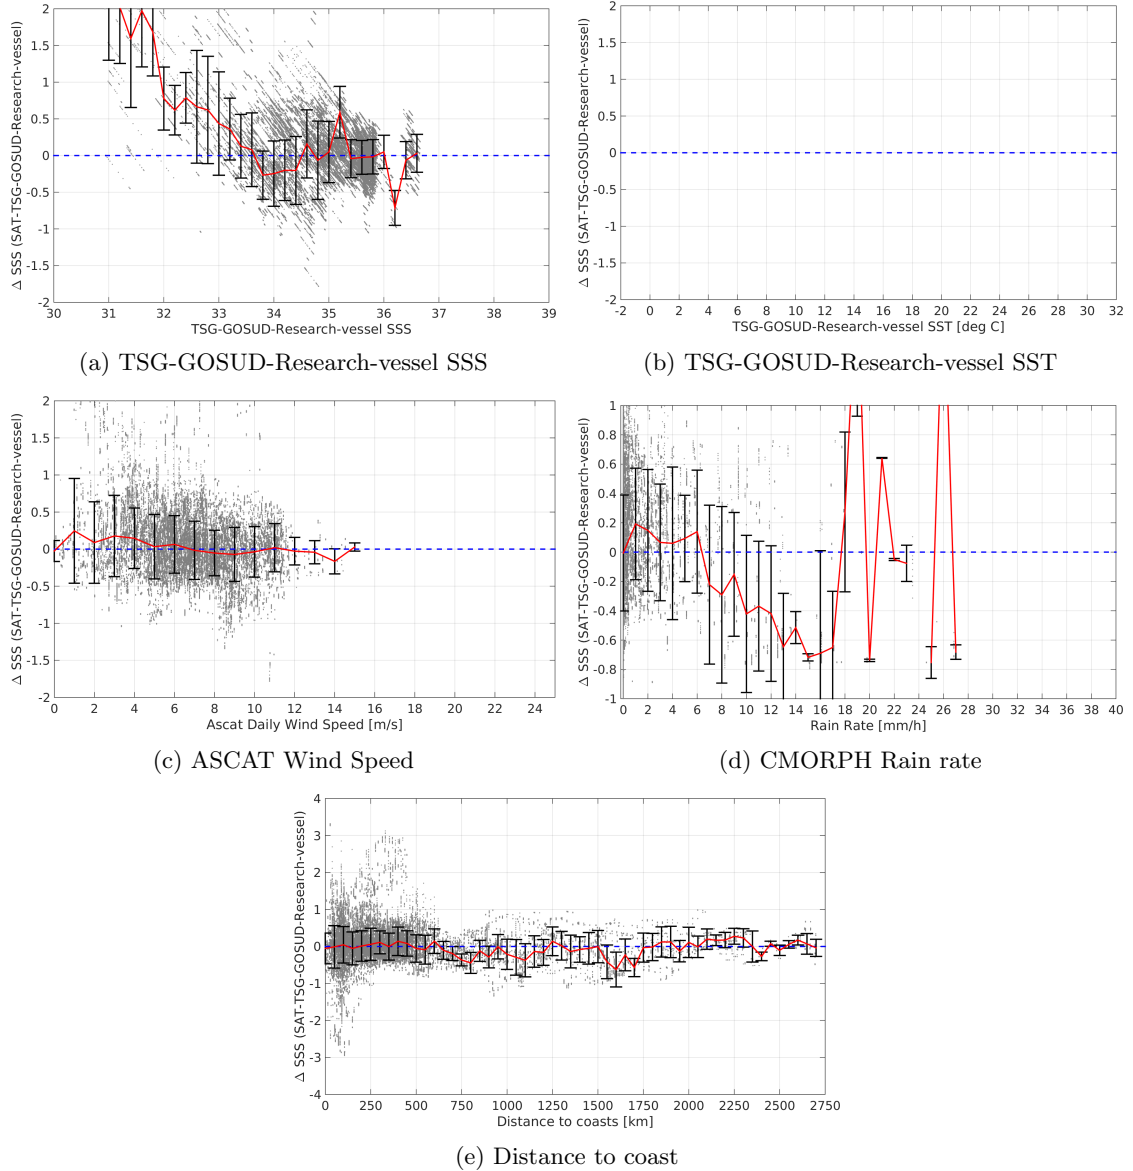 2
1.5
1
0.5
0
-0.5
-1
-1.5
-2
Δ SSS (SAT-TSG-GOSUD-Research-vessel)
30 31 32 33 34 35 36 37 38 39
TSG-GOSUD-Research-vessel SSS
(a) TSG-GOSUD-Research-vessel SSS
2
1.5
1
0.5
0
-0.5
-1
-1.5
-2
Δ SSS (SAT-TSG-GOSUD-Research-vessel)
-2 0 2 4 6 8 10 12 14 16 18 20 22 24 26 28 30 32
TSG-GOSUD-Research-vessel SST [deg C]
(b) TSG-GOSUD-Research-vessel SST
2
1.5
1
0.5
0
-0.5
-1
-1.5
-2
Δ SSS (SAT-TSG-GOSUD-Research-vessel)
0 2 4 6 8 10 12 14 16 18 20 22 24
Ascat Daily Wind Speed [m/s]
(c) ASCAT Wind Speed
1
0.8
0.6
0.4
0.2
0
-0.2
-0.4
-0.6
-0.8
-1
Δ SSS (SAT-TSG-GOSUD-Research-vessel)
0 2 4 6 8 10 12 14 16 18 20 22 24 26 28 30 32 34 36 38 40
Rain Rate [mm/h]
(d) CMORPH Rain rate
4
3
2
1
0
-1
-2
-3
-4
Δ SSS (SAT-TSG-GOSUD-Research-vessel)
0 250 500 750 1000 1250 1500 1750 2000 2250 2500 2750
Distance to coasts [km]
(e) Distance to coast